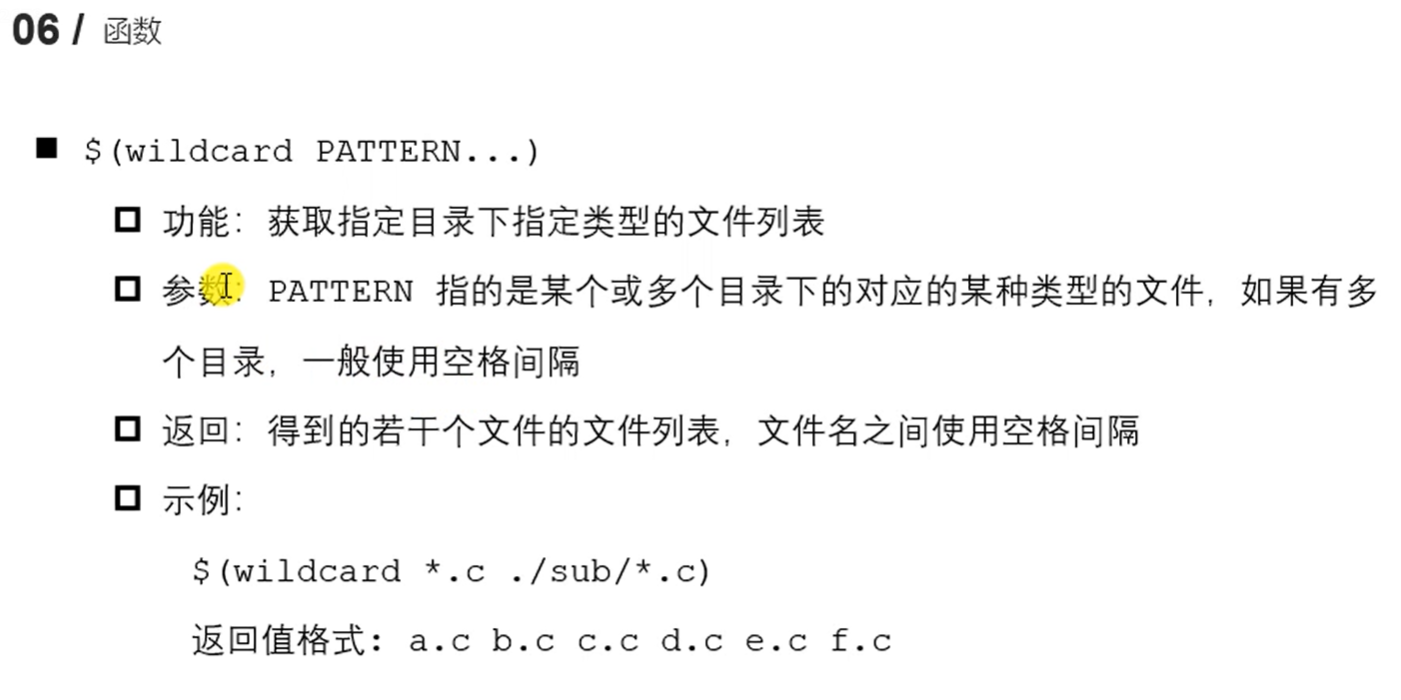 06 / 函数
$(wildcard PATTERN...)
功能：获取指定目录下指定类型的文件列表
参数：PATTERN 指的是某个或多个目录下的对应的某种类型的文件，如果有多
个目录，一般使用空格间隔
返回：得到的若干个文件的文件列表，文件名之间使用空格间隔
示例：
$(wildcard *.c ./sub/*.c)
返回值格式: a.c b.c c.c d.c e.c f.c